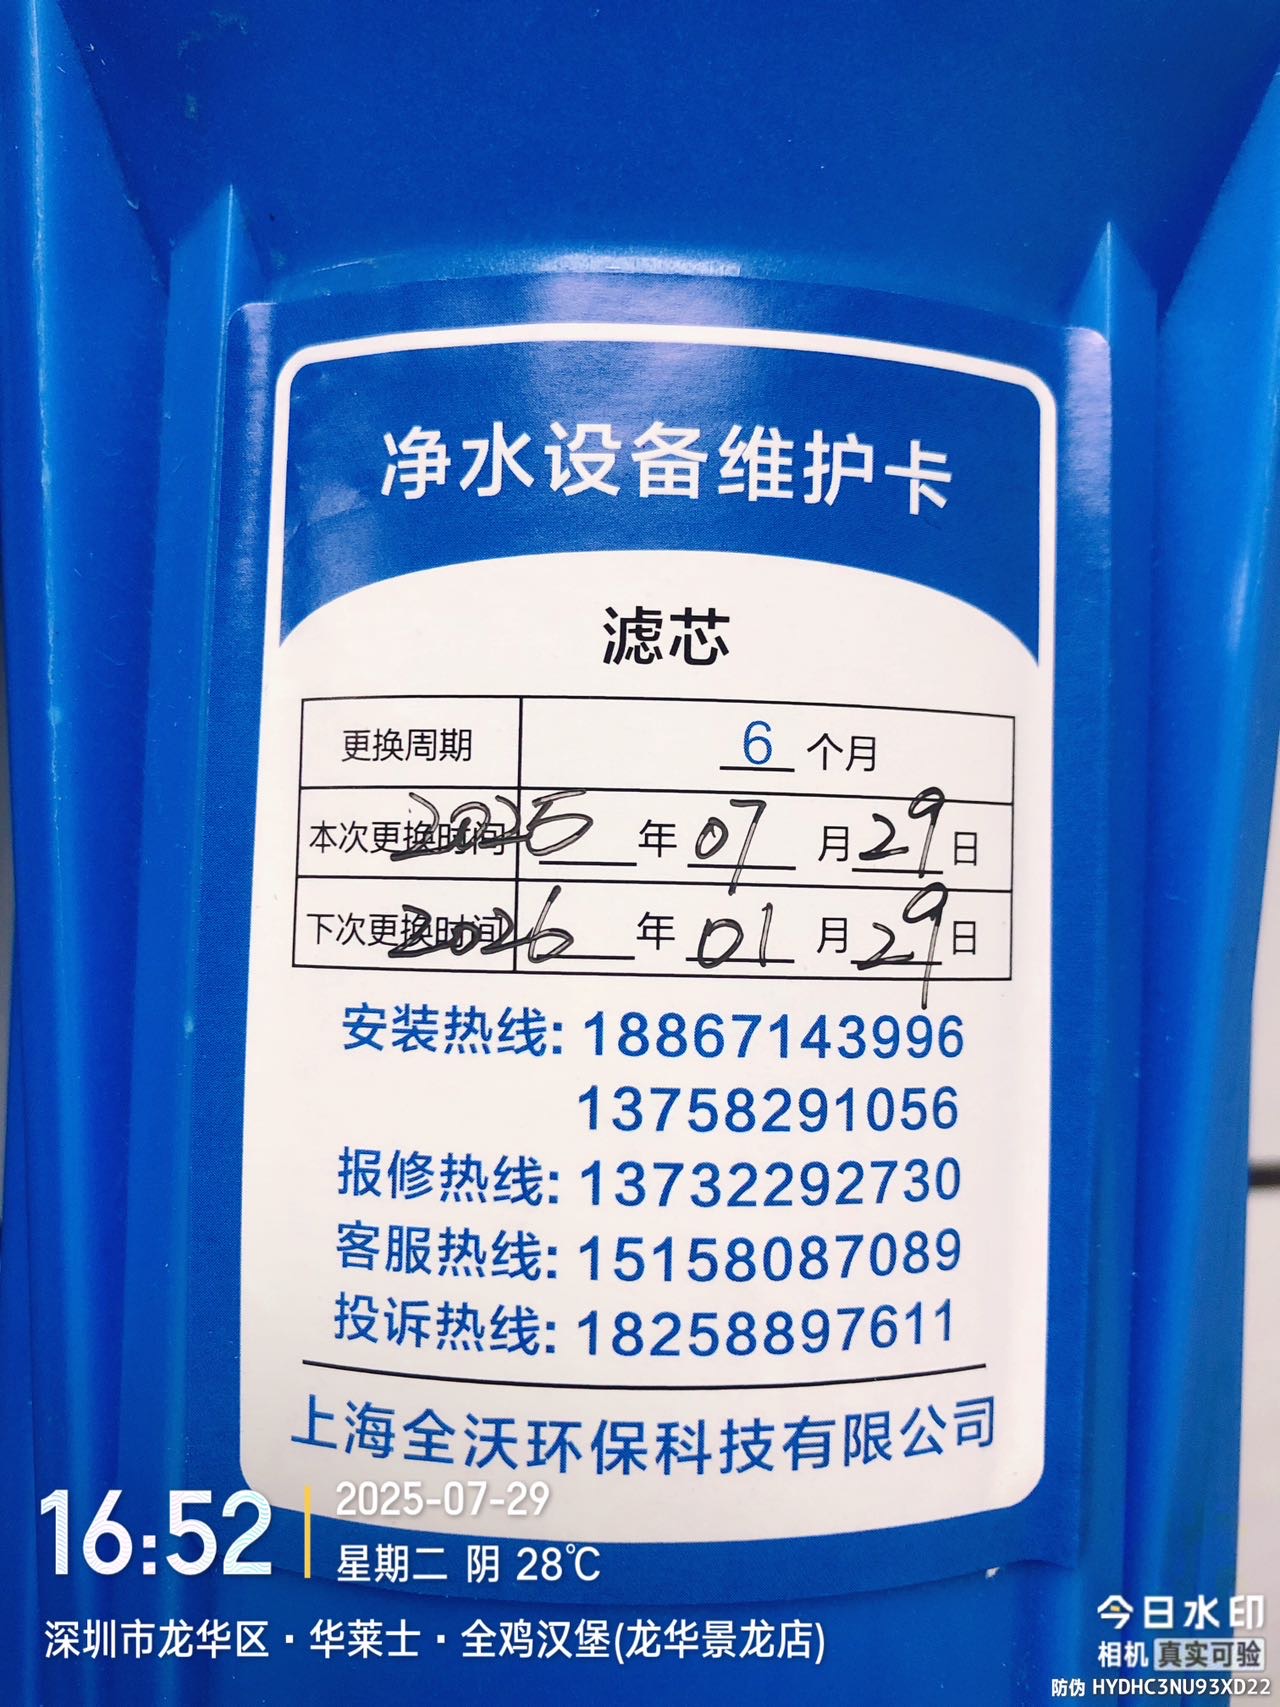 净水设备维护卡
滤芯
更换周期 6 个月
本次更换时间 2025 年 07 月 29 日
下次更换时间 2026 年 01 月 29 日
安装热线: 18867143996
13758291056
报修热线: 13732292730
客服热线: 15158087089
投诉热线: 18258897611
上海全沃环保科技有限公司
16:52
2025-07-29
星期二 阴 28℃
深圳市龙华区·华莱士·全鸡汉堡(龙华景龙店)
今日水印
相机 真实可验
防伪 HYDHC3NU93XD22